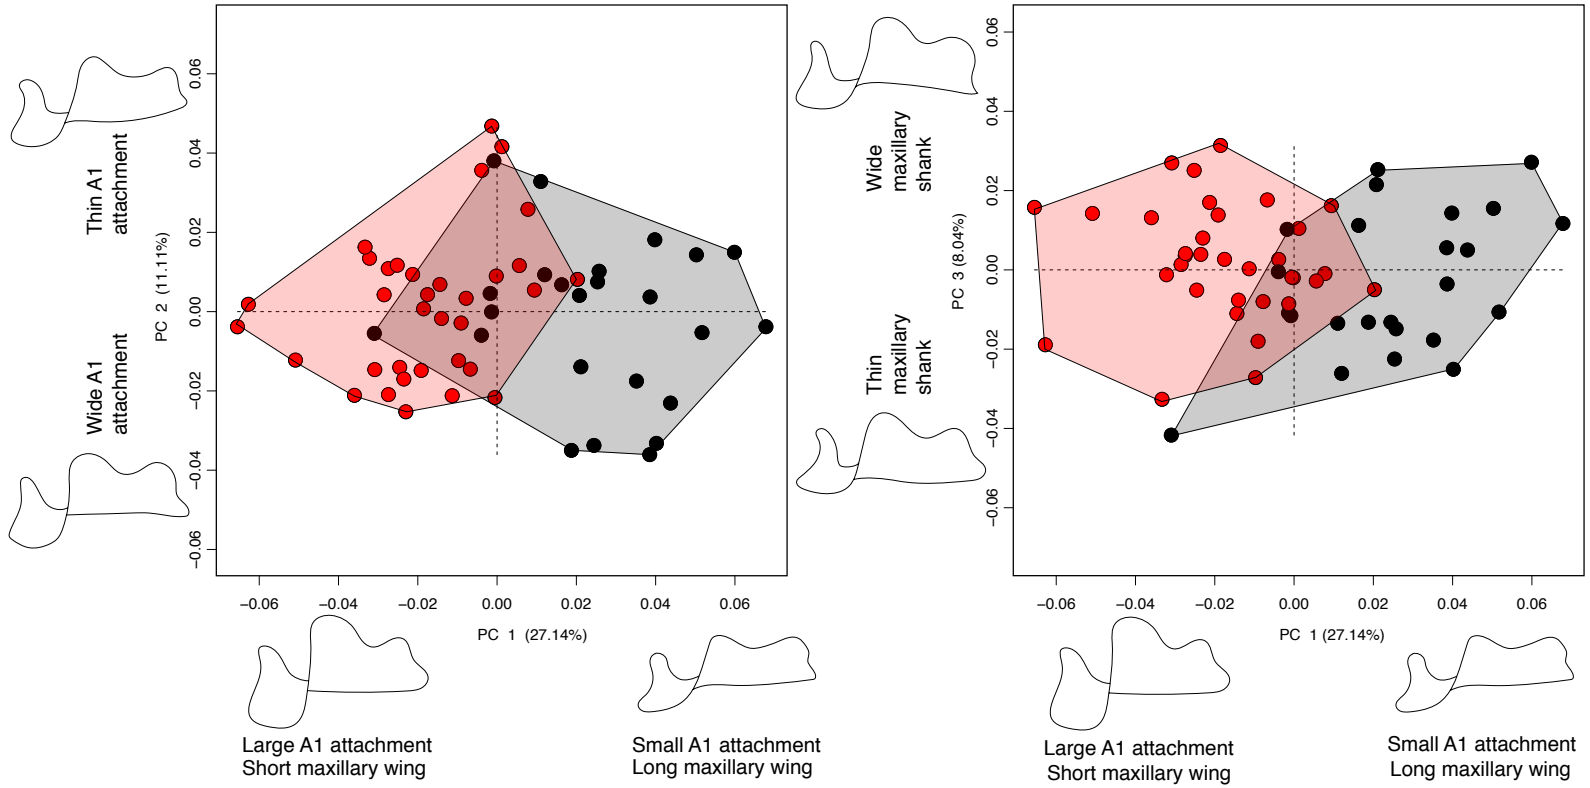 Thin A1
attachment
Wide A1
attachment
PC 2 (11.11%)
0.06
0.04
0.02
0.00
−0.02
−0.04
−0.06
−0.06 −0.04 −0.02 0.00 0.02 0.04 0.06
PC 1 (27.14%)
Large A1 attachment
Short maxillary wing
Small A1 attachment
Long maxillary wing
Wide
maxillary
shank
Thin
maxillary
shank
PC 3 (8.04%)
0.06
0.04
0.02
0.00
−0.02
−0.04
−0.06
−0.06 −0.04 −0.02 0.00 0.02 0.04 0.06
PC 1 (27.14%)
Large A1 attachment
Short maxillary wing
Small A1 attachment
Long maxillary wing